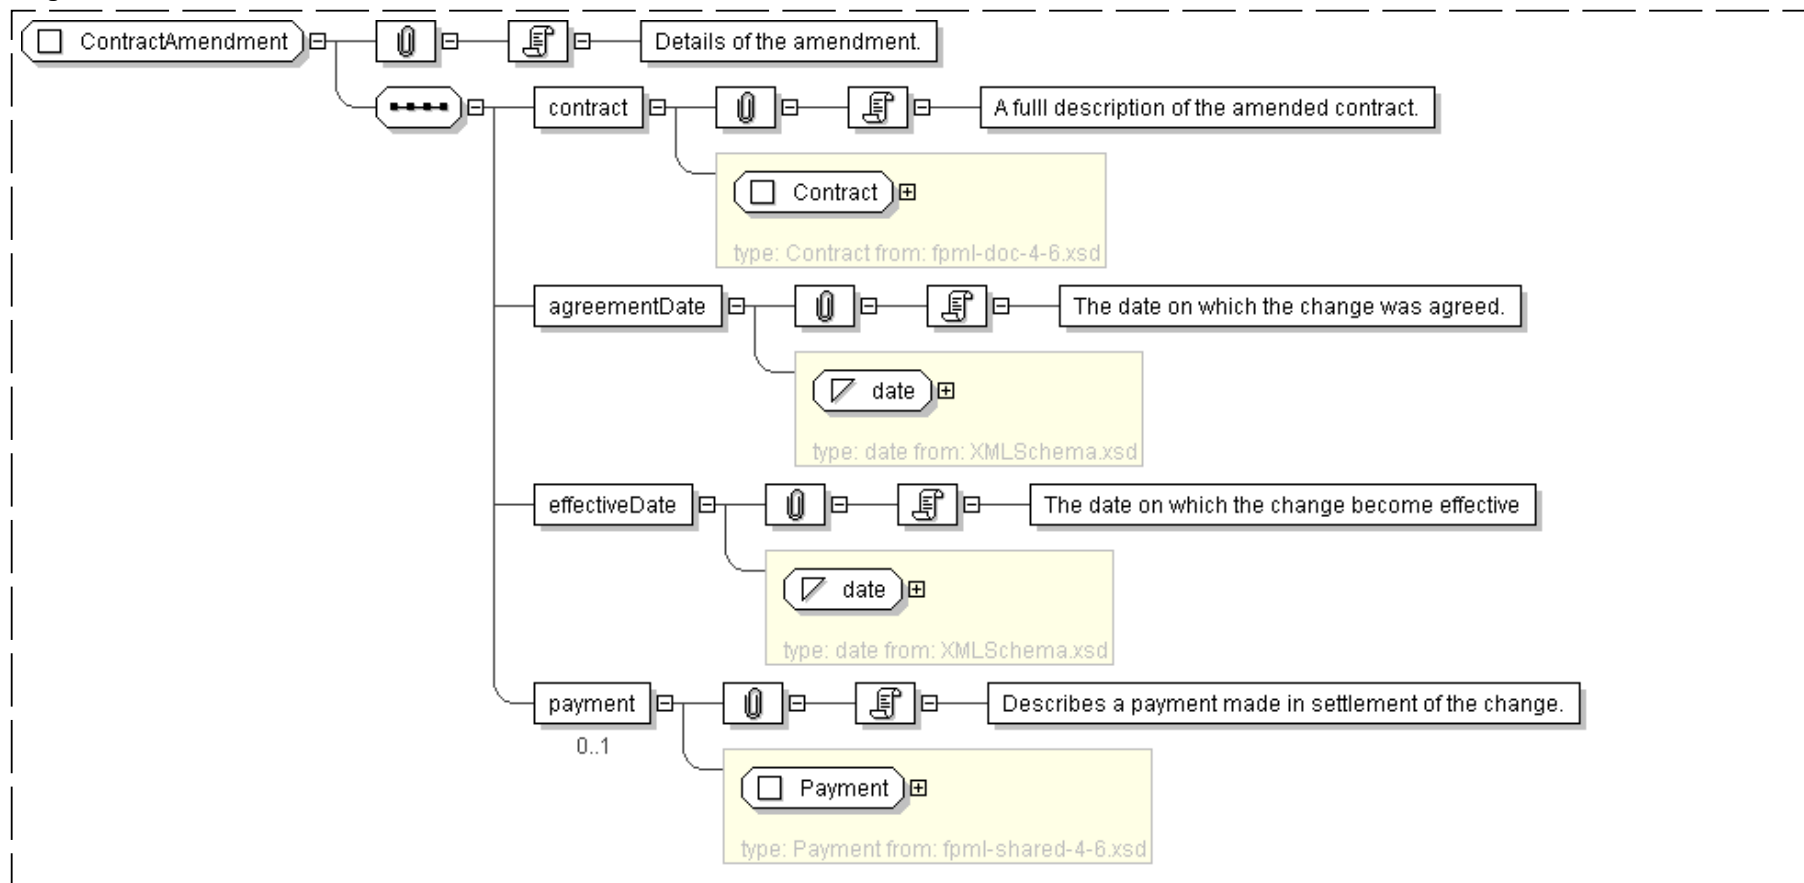 ContractAmendment
Details of the amendment.
contract
A fulll description of the amended contract.
Contract
type: Contract from: fpml-doc-4-6.xsd
agreementDate
The date on which the change was agreed.
date
type: date from: XMLSchema.xsd
effectiveDate
The date on which the change become effective
date
type: date from: XMLSchema.xsd
payment
Describes a payment made in settlement of the change.
0..1
Payment
type: Payment from: fpml-shared-4-6.xsd